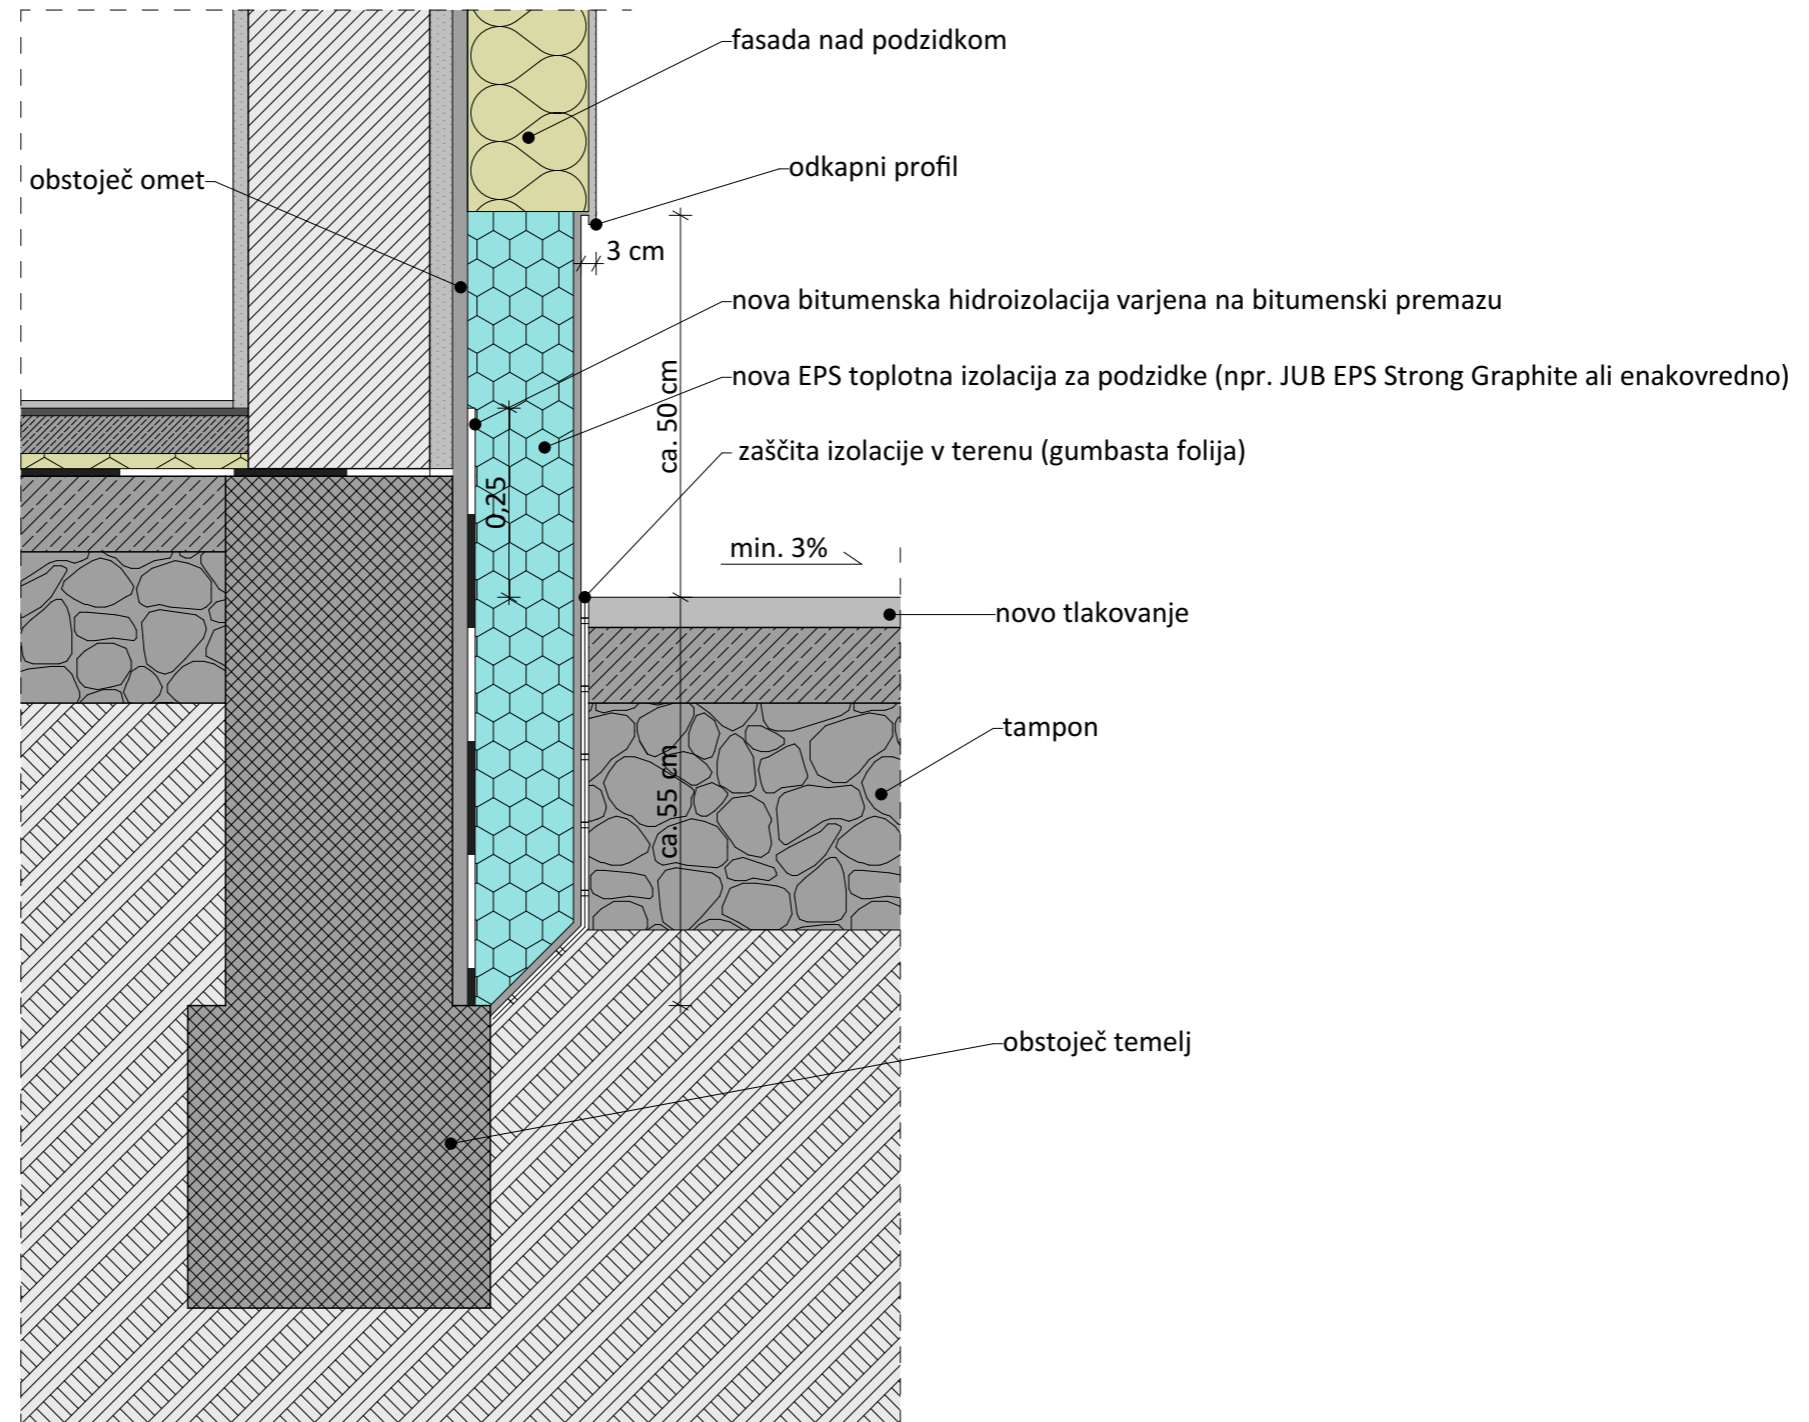 fasada nad podzidkom
odkapni profil
obstoječ omet
3 cm
nova bitumenska hidroizolacija varjena na bitumenski premazu
nova EPS toplotna izolacija za podzidke (npr. JUB EPS Strong Graphite ali enakovredno)
ca. 50 cm
zaščita izolacije v terenu (gumbasta folija)
0,25
min. 3%
novo tlakovanje
tampon
ca. 55 cm
obstoječ temelj